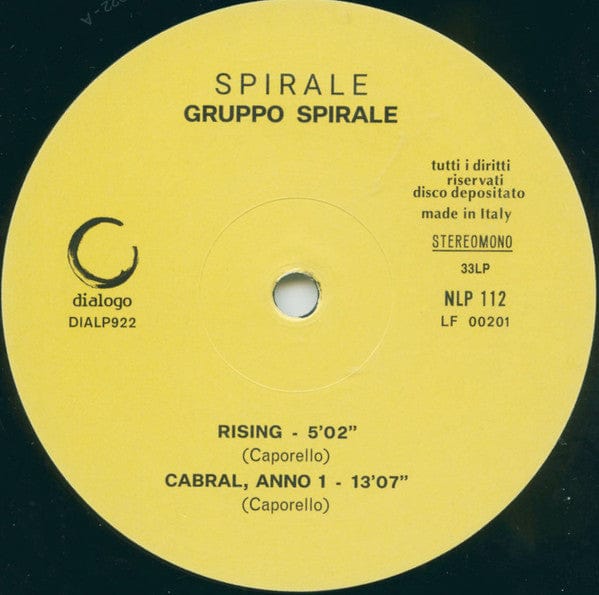 SPIRALE
GRUPPO SPIRALE
tutti i diritti
riservati
disco depositato
made in Italy
STEREOMONO
33LP
NLP 112
LF 00201
dialogo
DIALP922
RISING - 5'02”
(Caporello)
CABRAL, ANNO 1 - 13'07”
(Caporello)